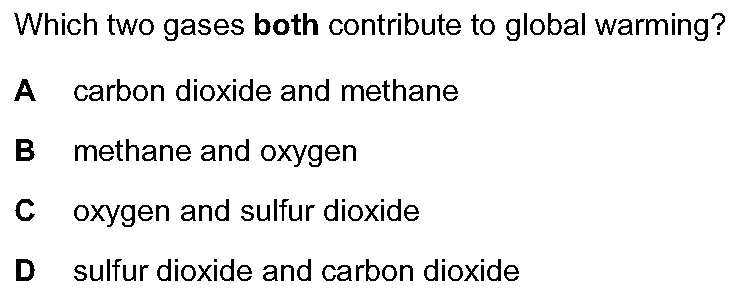 Which two gases both contribute to global warming?
A carbon dioxide and methane
B methane and oxygen
C oxygen and sulfur dioxide
D sulfur dioxide and carbon dioxide